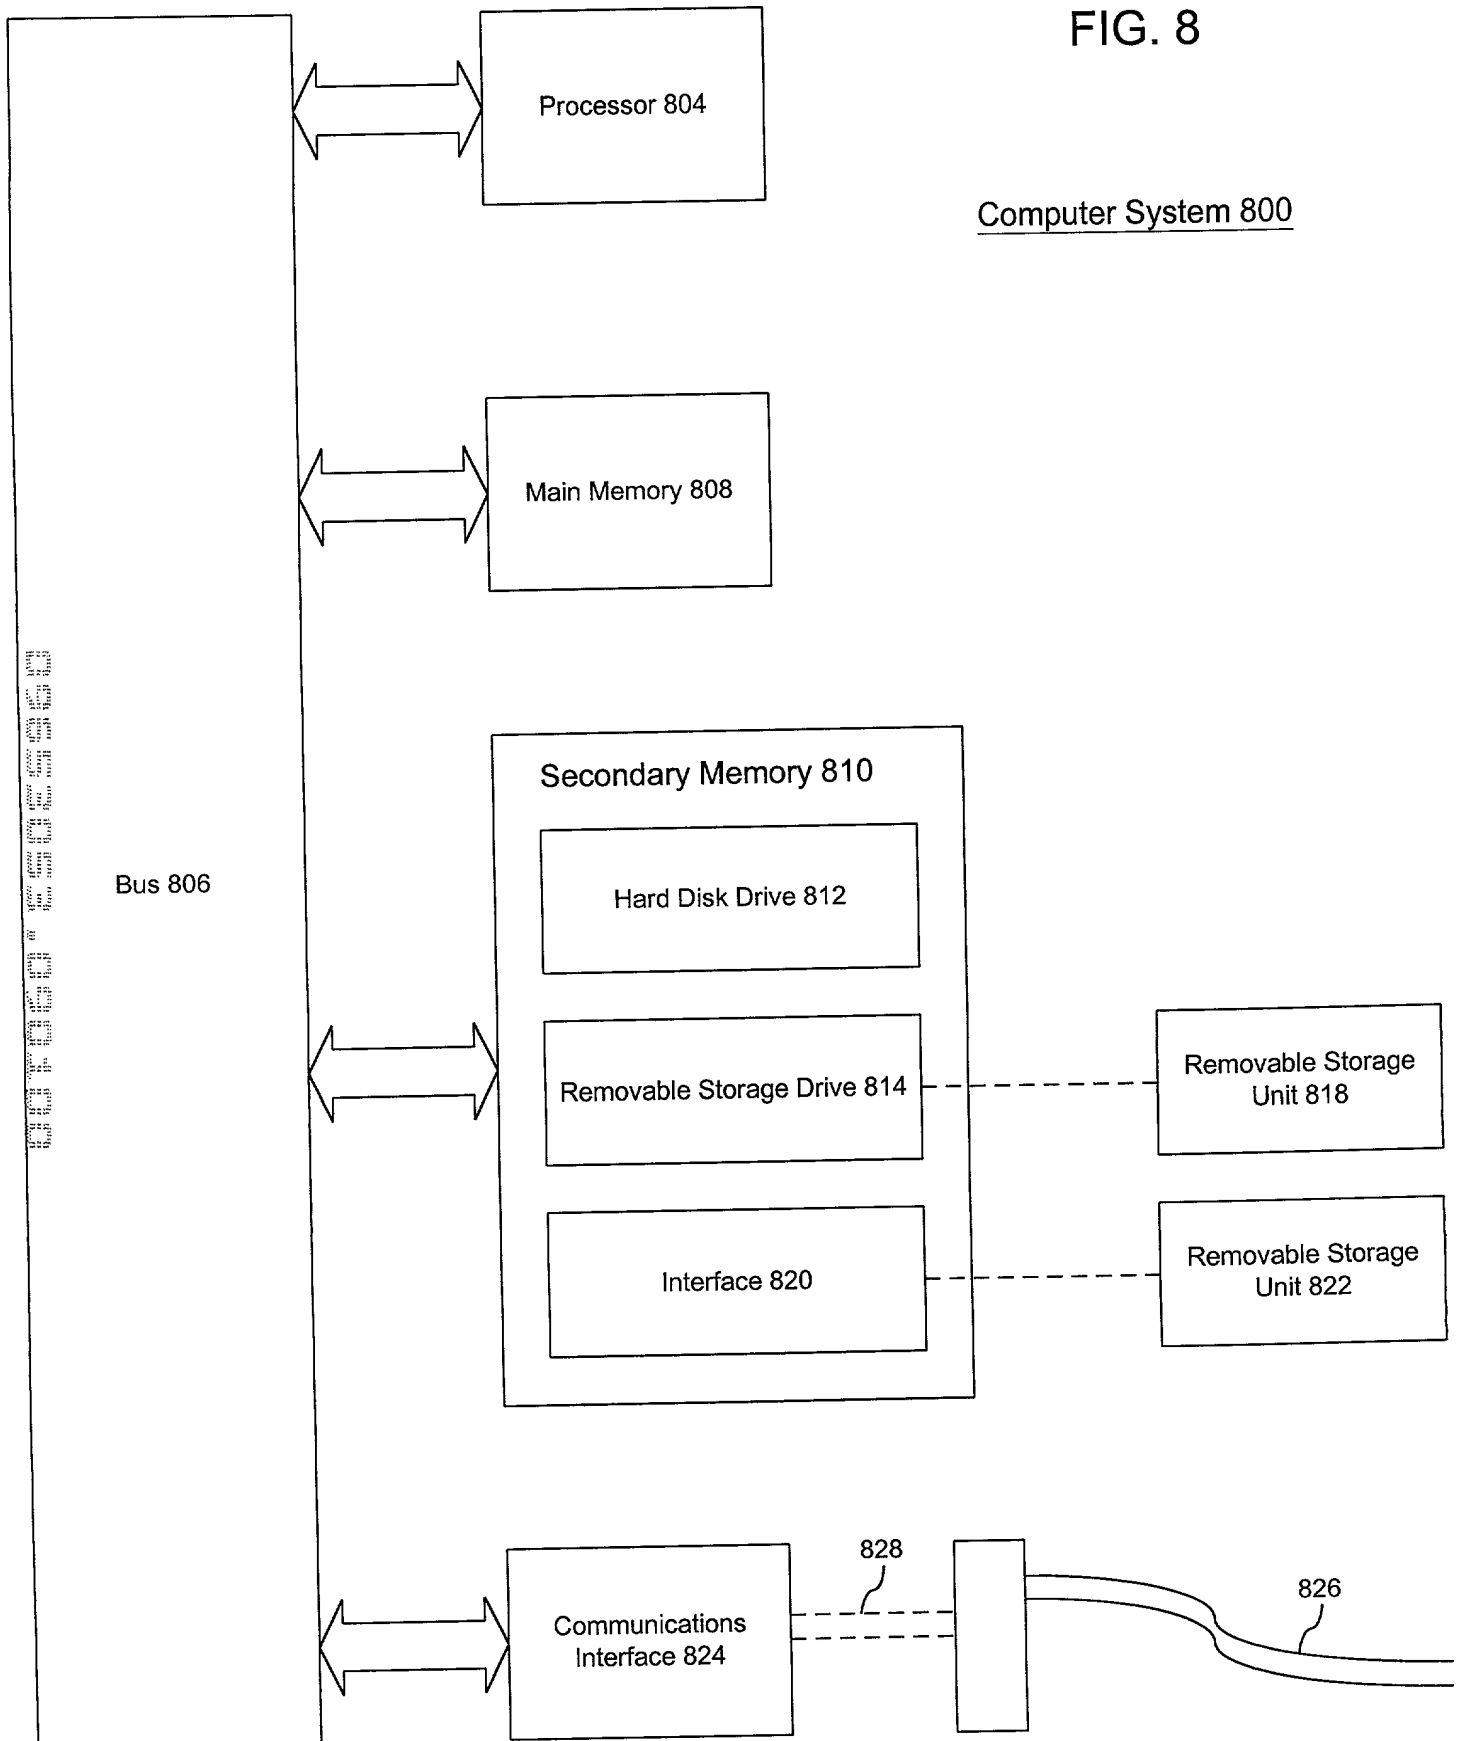 FIG. 8
Processor 804
Computer System 800
Main Memory 808
Secondary Memory 810
Bus 806
Hard Disk Drive 812
Removable Storage Drive 814
Removable Storage
Unit 818
Interface 820
Removable Storage
Unit 822
828
826
Communications
Interface 824